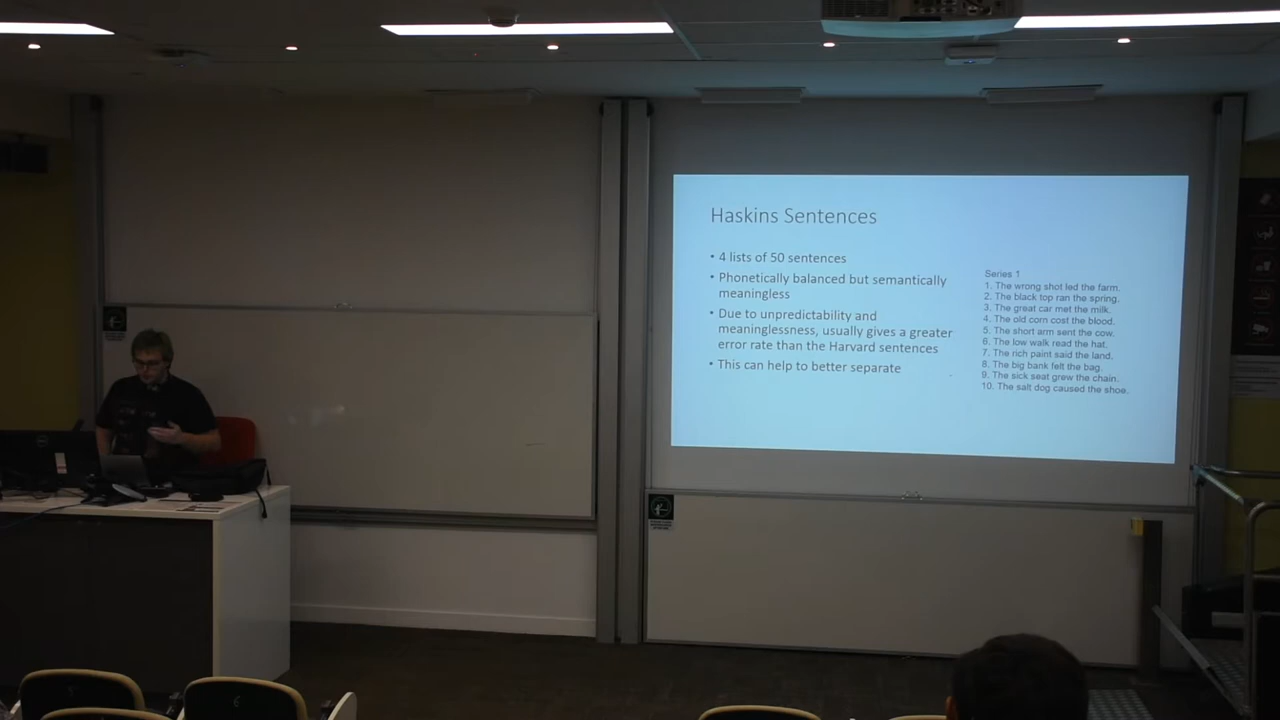 Haskins Sentences
• 4 lists of 50 sentences
• Phonetically balanced but semantically
meaningless
• Due to unpredictability and
meaninglessness, usually gives a greater
error rate than the Harvard sentences
• This can help to better separate
Series 1
1. The wrong shot led the farm.
2. The black top ran the spring.
3. The great car met the milk.
4. The old corn cost the blood.
5. The short arm sent the cow.
6. The low walk read the hat.
7. The rich paint said the land.
8. The big bank felt the bag.
9. The sick seat grew the chain.
10. The salt dog caused the shoe.